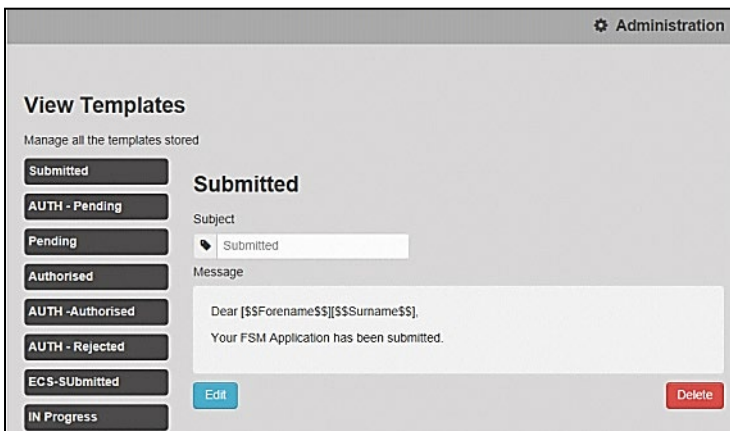 Administration
View Templates
Manage all the templates stored
Submitted
AUTH - Pending
Pending
Authorised
AUTH -Authorised
AUTH - Rejected
ECS-SUbmitted
IN Progress
Submitted
Subject
Submitted
Message
Dear [$$Forename$$][$$Surname$$],
Your FSM Application has been submitted.
Edit
Delete